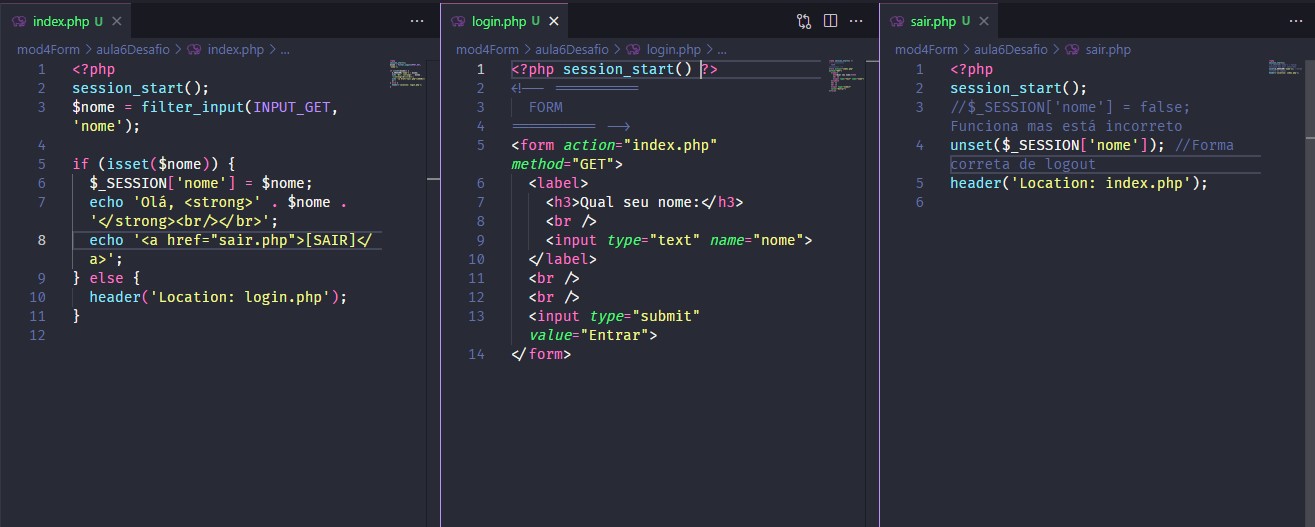 index.php U
mod4Form > aula6Desafio > index.php > ...
1 <?php
2 session_start();
3 $nome = filter_input(INPUT_GET,
'nome');
4
5 if (isset($nome)) {
6 $_SESSION['nome'] = $nome;
7 echo 'Olá, <strong>' . $nome .
'</strong><br/></br>';
8 echo '<a href="sair.php">[SAIR]</
a>';
9 } else {
10 header('Location: login.php');
11 }
12
login.php U
mod4Form > aula6Desafio > login.php > ...
1 <?php session_start() ?>
2 <!-- ==========
3 FORM
4 ========== -->
5 <form action="index.php"
method="GET">
6 <label>
7 <h3>Qual seu nome:</h3>
8 <br />
9 <input type="text" name="nome">
10 </label>
11 <br />
12 <br />
13 <input type="submit"
value="Entrar">
14 </form>
sair.php U
mod4Form > aula6Desafio > sair.php
1 <?php
2 session_start();
3 //$_SESSION['nome'] = false;
Funciona mas está incorreto
4 unset($_SESSION['nome']); //Forma
correta de logout
5 header('Location: index.php');
6